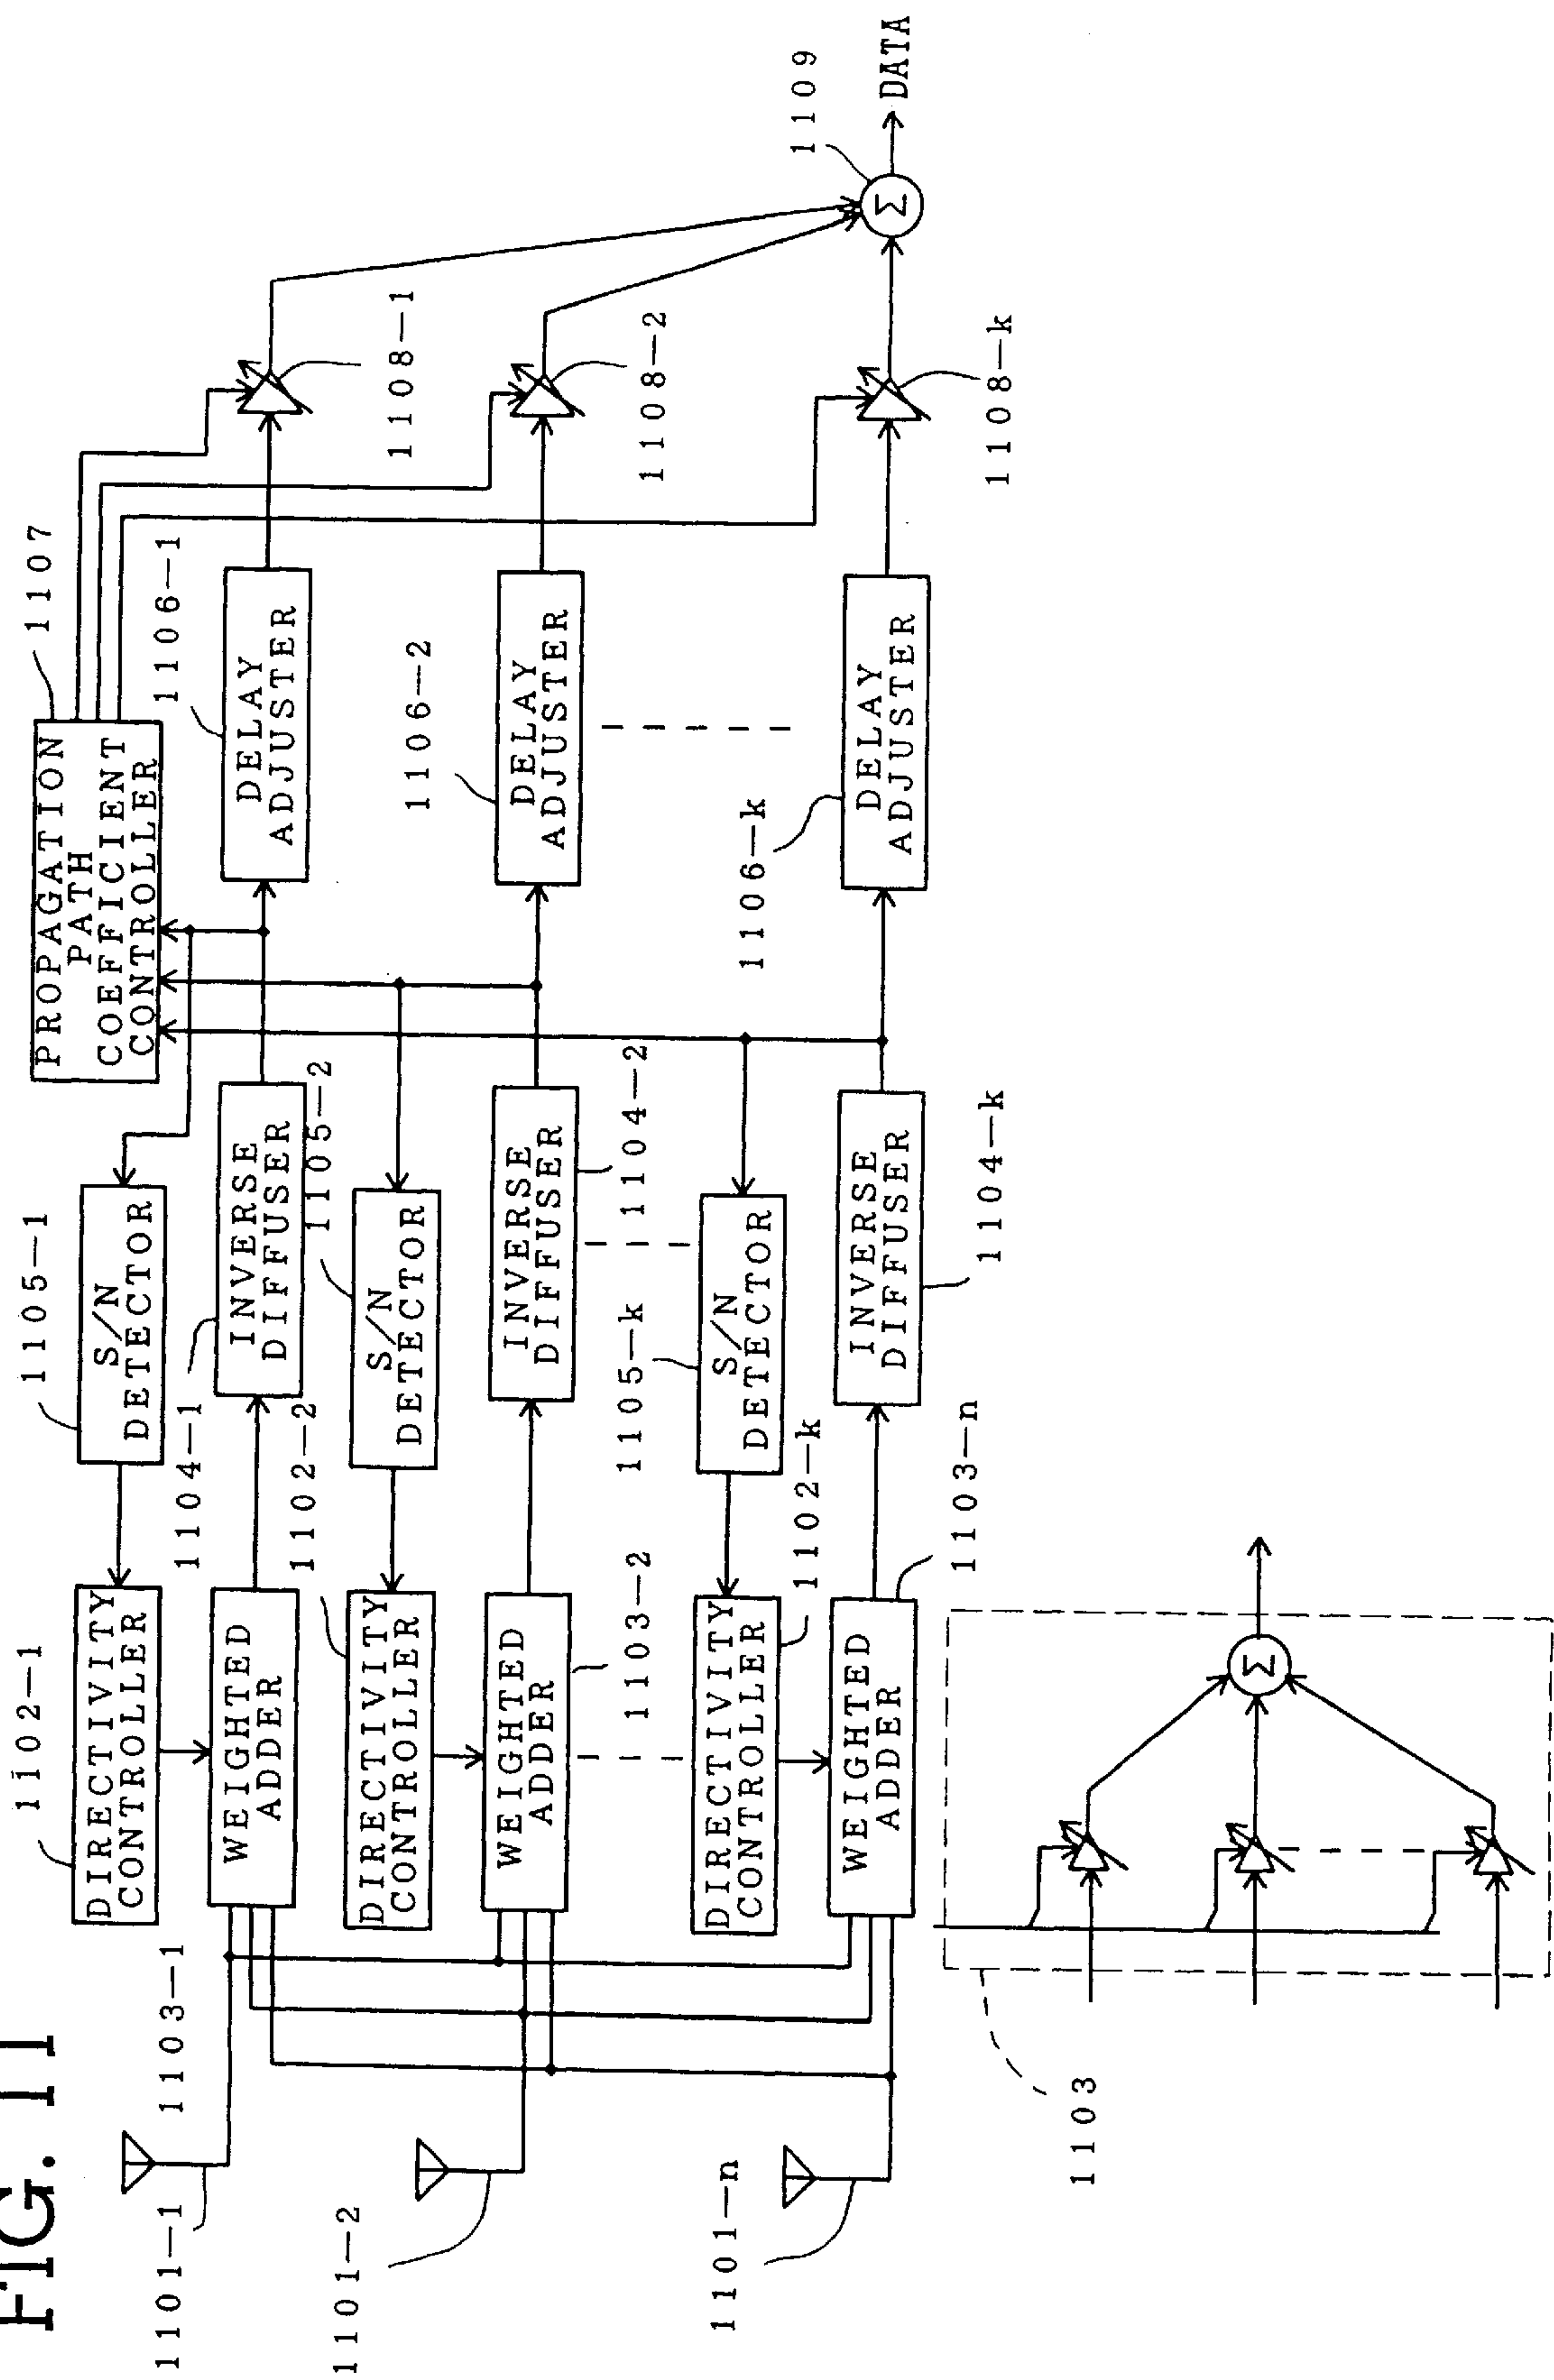 FIG. 11
1101-1
1101-2
1101-n
1102-1
DIRECTIVITY
CONTROLLER
1103-1
WEIGHTED
ADDER
1105-1
S/N
DETECTOR
1104-1
INVERSE
DIFFUSER
1107
PROPAGATION
PATH
COEFFICIENT
CONTROLLER
1106-1
DELAY
ADJUSTER
1108-1
1102-2
DIRECTIVITY
CONTROLLER
1103-2
WEIGHTED
ADDER
1105-2
S/N
DETECTOR
1104-2
INVERSE
DIFFUSER
1106-2
DELAY
ADJUSTER
1108-2
1102-k
DIRECTIVITY
CONTROLLER
1103-n
WEIGHTED
ADDER
1105-k
S/N
DETECTOR
1104-k
INVERSE
DIFFUSER
1106-k
DELAY
ADJUSTER
1108-k
1109
Σ
DATA
1103
Σ